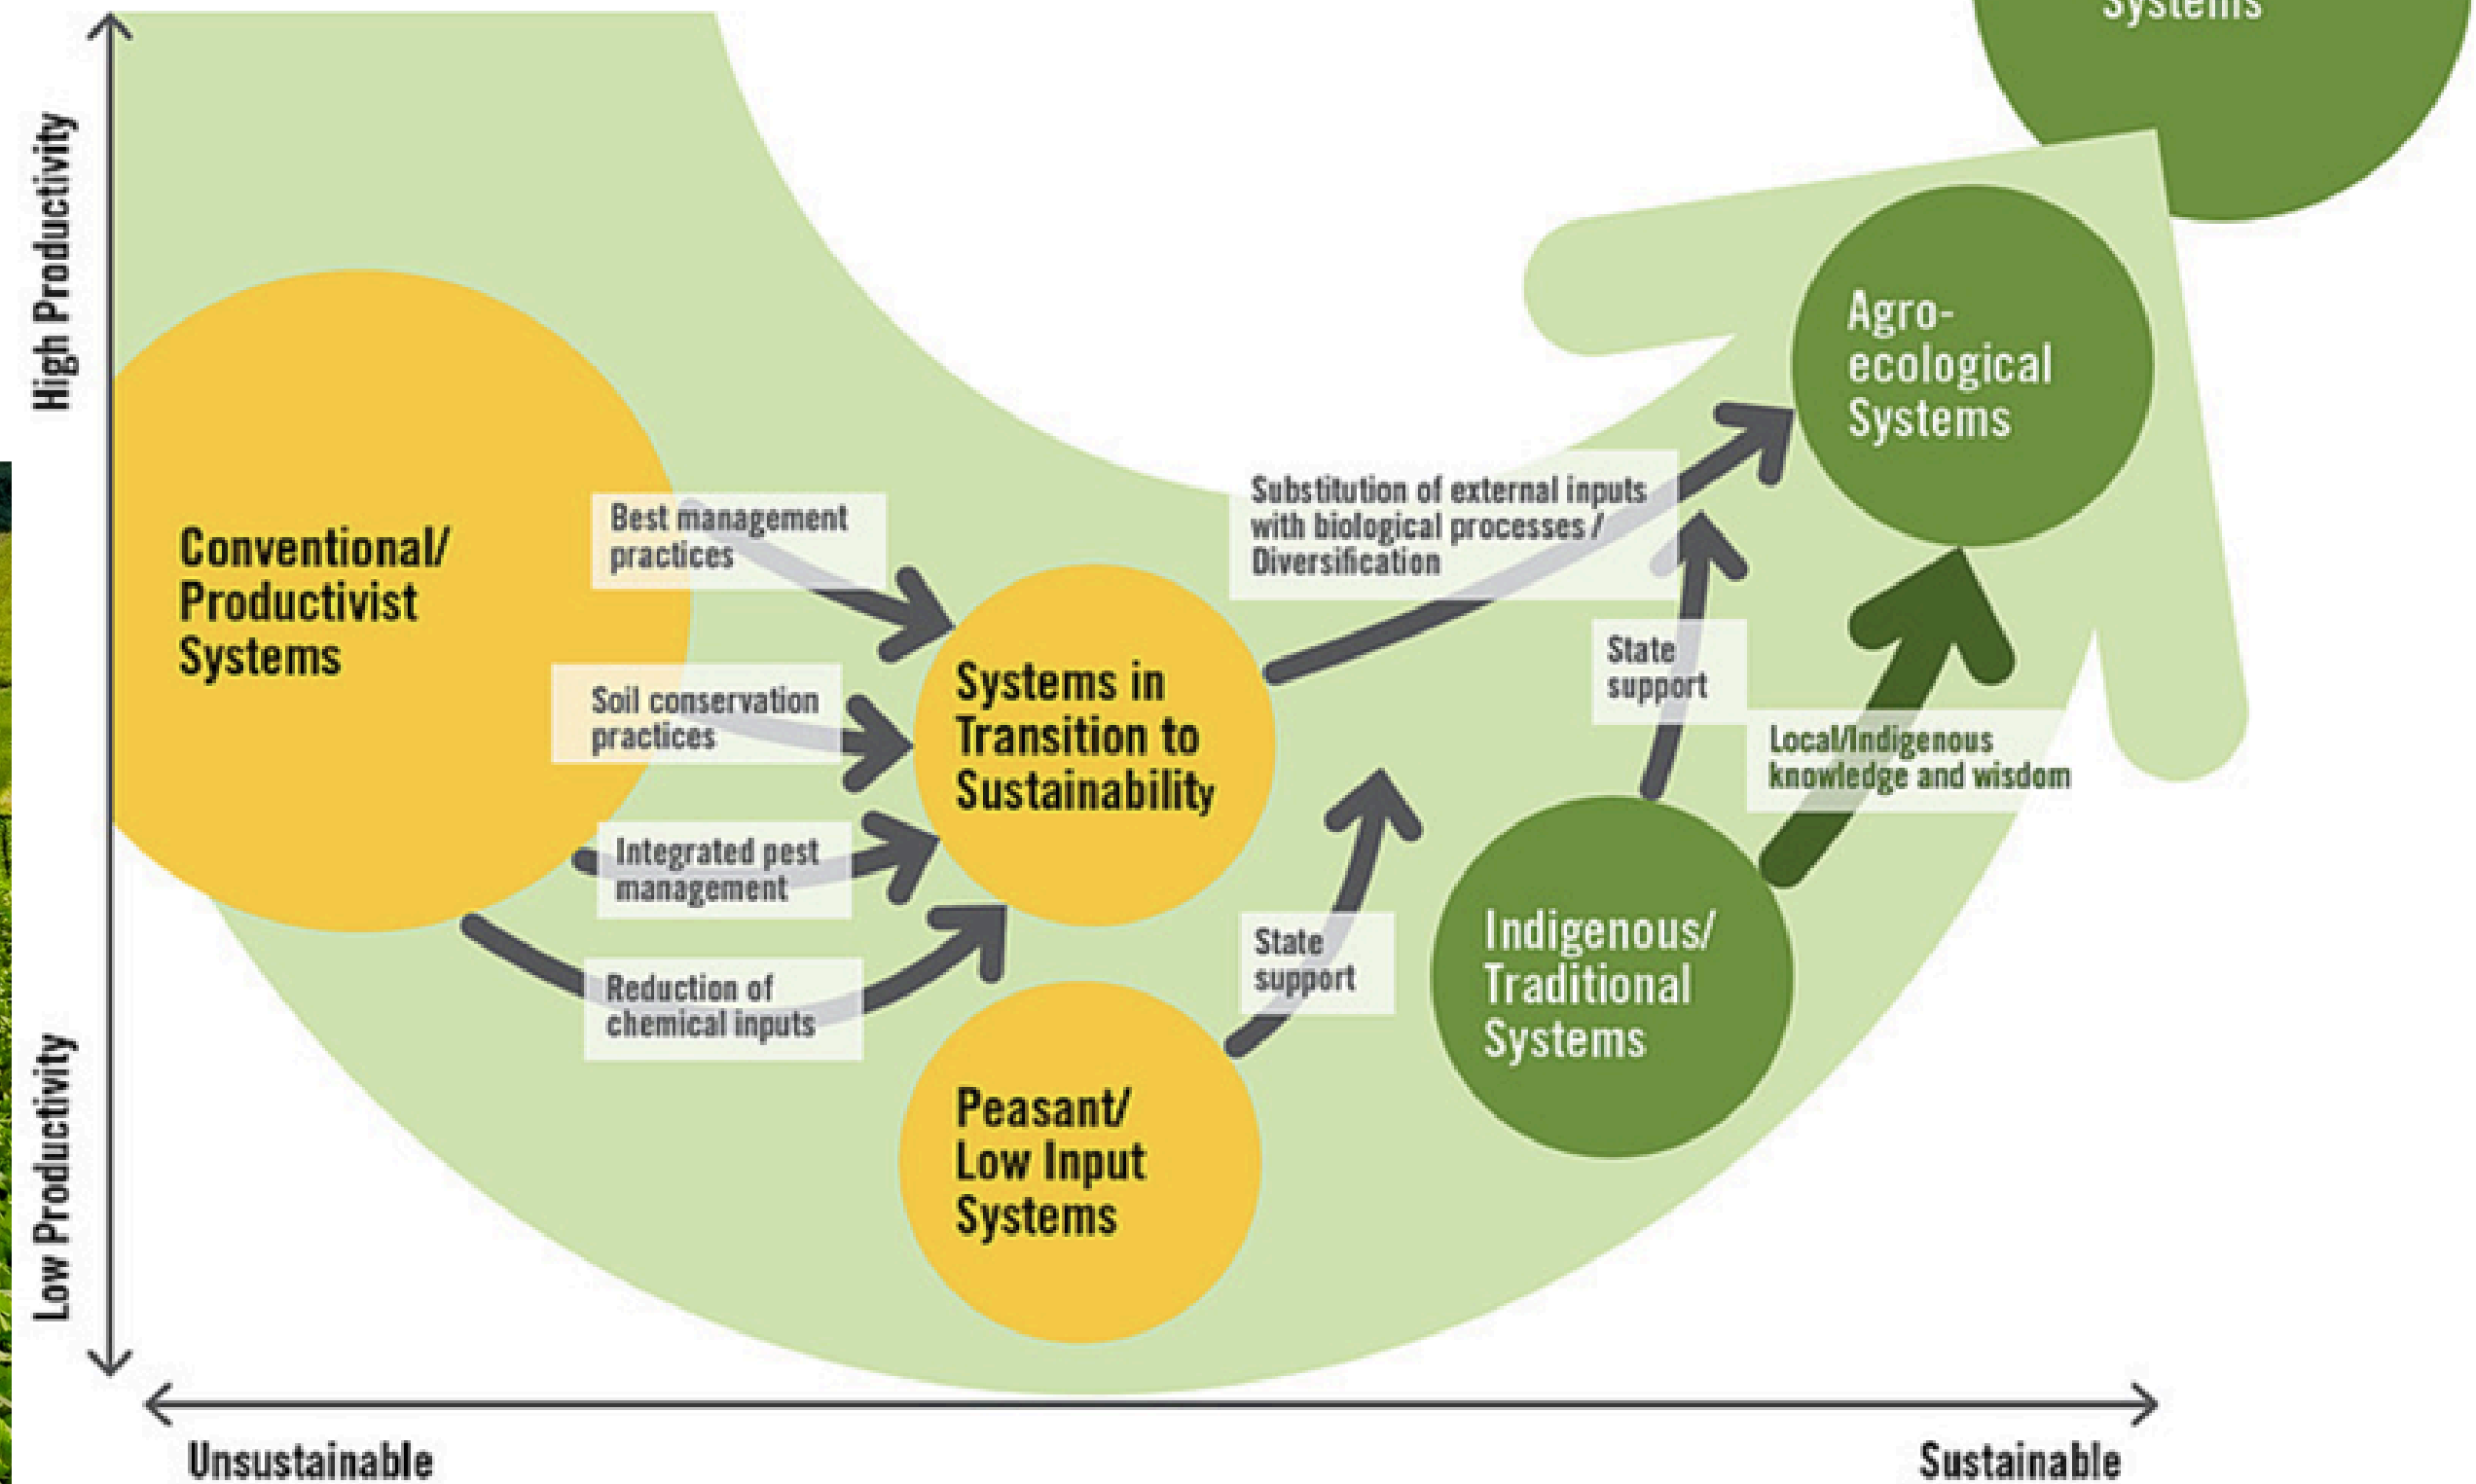 Systems
High Productivity
Agro-
ecological
Systems
Substitution of external inputs
with biological processes /
Diversification
Best management
practices
Conventional/
Productivist
Systems
State
support
Systems in
Transition to
Sustainability
Soil conservation
practices
Local/Indigenous
knowledge and wisdom
Integrated pest
management
State
support
Indigenous/
Traditional
Systems
Reduction of
chemical inputs
Peasant/
Low Input
Systems
Low Productivity
Unsustainable
Sustainable